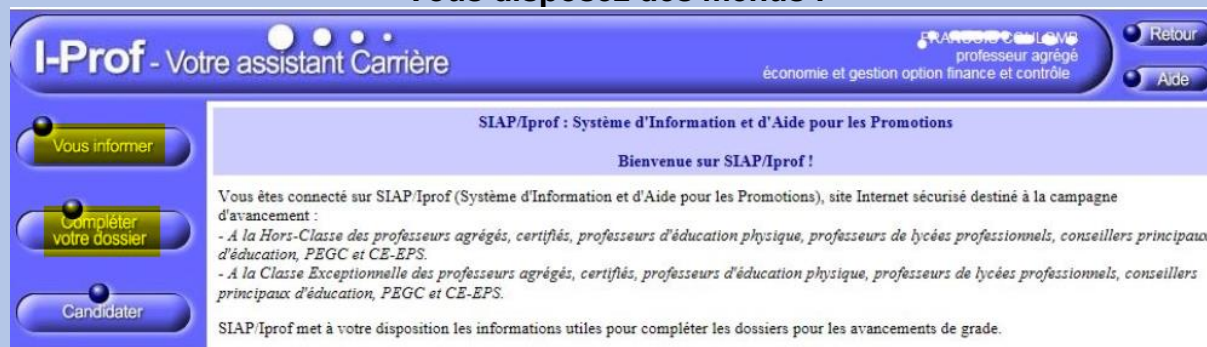 Vous disposez des menus :
I-Prof - Votre assistant Carrière
professeur agrégé
économie et gestion option finance et contrôle
Retour
Aide
Vous informer
Compléter
votre dossier
Candidater
SIAP/Iprof : Système d'Information et d'Aide pour les Promotions
Bienvenue sur SIAP/Iprof !
Vous êtes connecté sur SIAP/Iprof (Système d'Information et d'Aide pour les Promotions), site Internet sécurisé destiné à la campagne
d'avancement :
- A la Hors-Classe des professeurs agrégés, certifiés, professeurs d'éducation physique, professeurs de lycées professionnels, conseillers principaux
d'éducation, PEGC et CE-EPS.
- A la Classe Exceptionnelle des professeurs agrégés, certifiés, professeurs d'éducation physique, professeurs de lycées professionnels, conseillers
principaux d'éducation, PEGC et CE-EPS.
SIAP/Iprof met à votre disposition les informations utiles pour compléter les dossiers pour les avancements de grade.